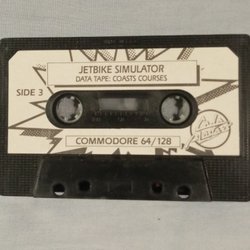 JETBIKE SIMULATOR
DATA TAPE: COASTS COURSES
SIDE 3
COMMODORE 64/128